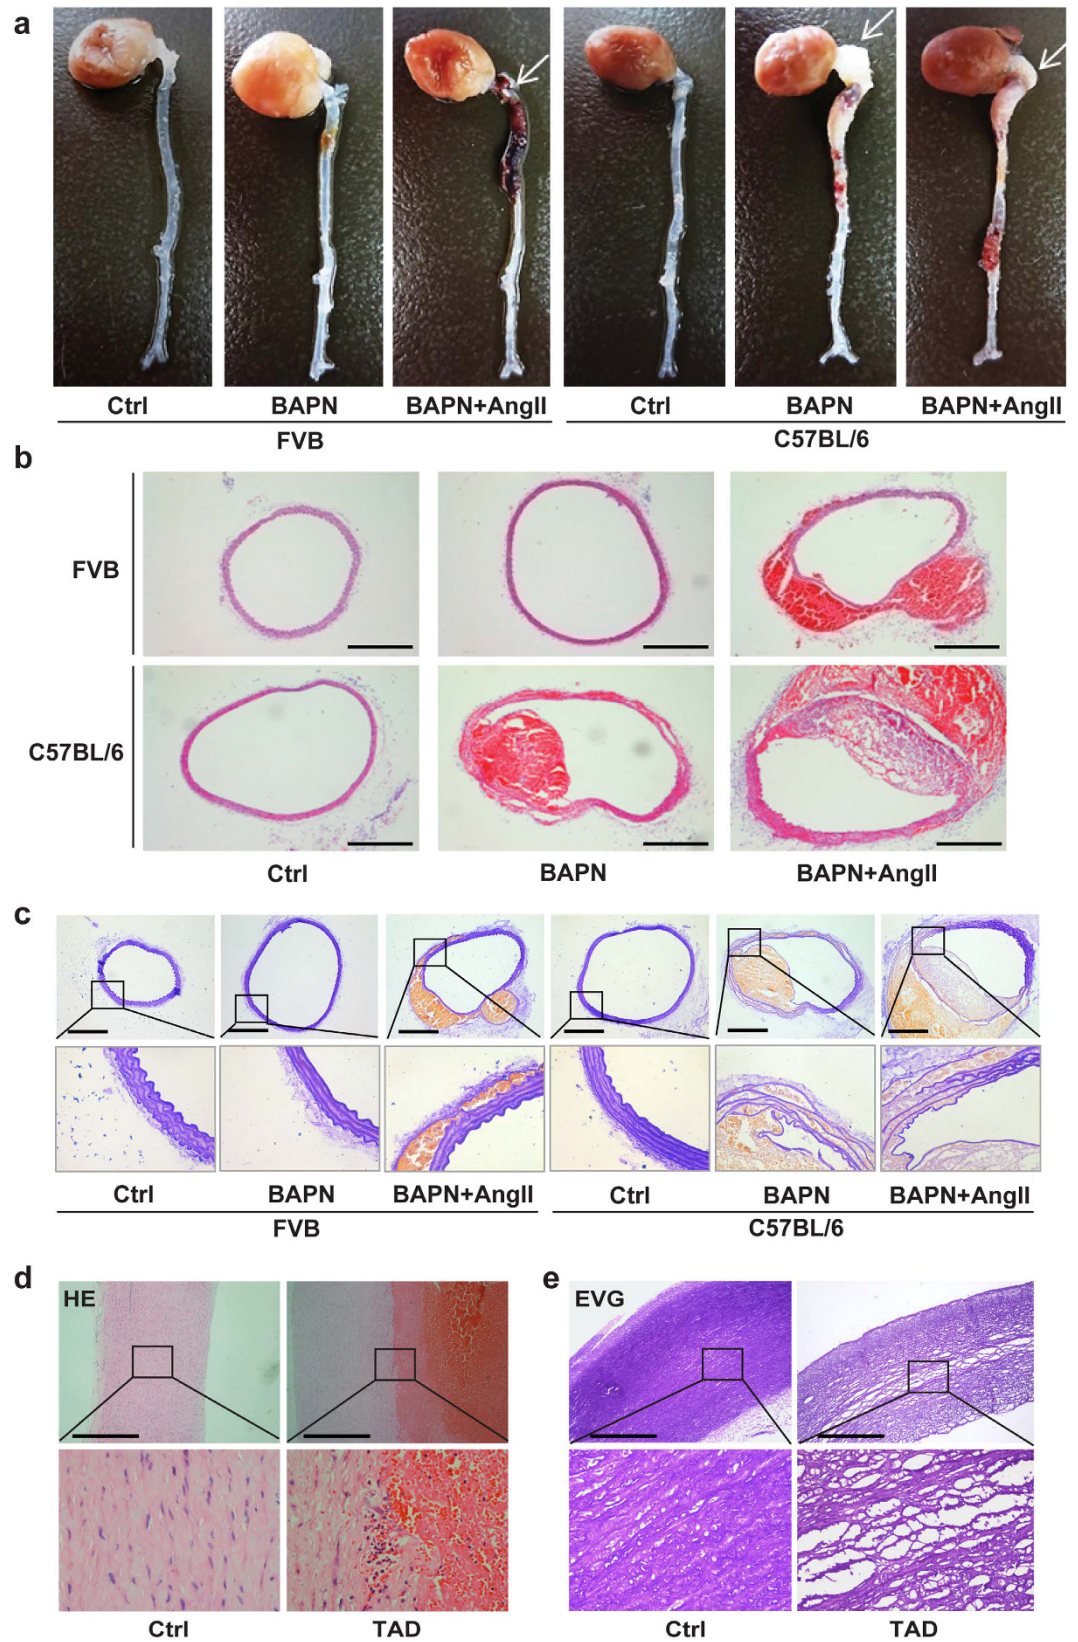 a
Ctrl BAPN BAPN+AngII Ctrl BAPN BAPN+AngII
FVB C57BL/6
b
FVB
C57BL/6
Ctrl BAPN BAPN+AngII
c
Ctrl BAPN BAPN+AngII Ctrl BAPN BAPN+AngII
FVB C57BL/6
d e
HE EVG
Ctrl TAD Ctrl TAD